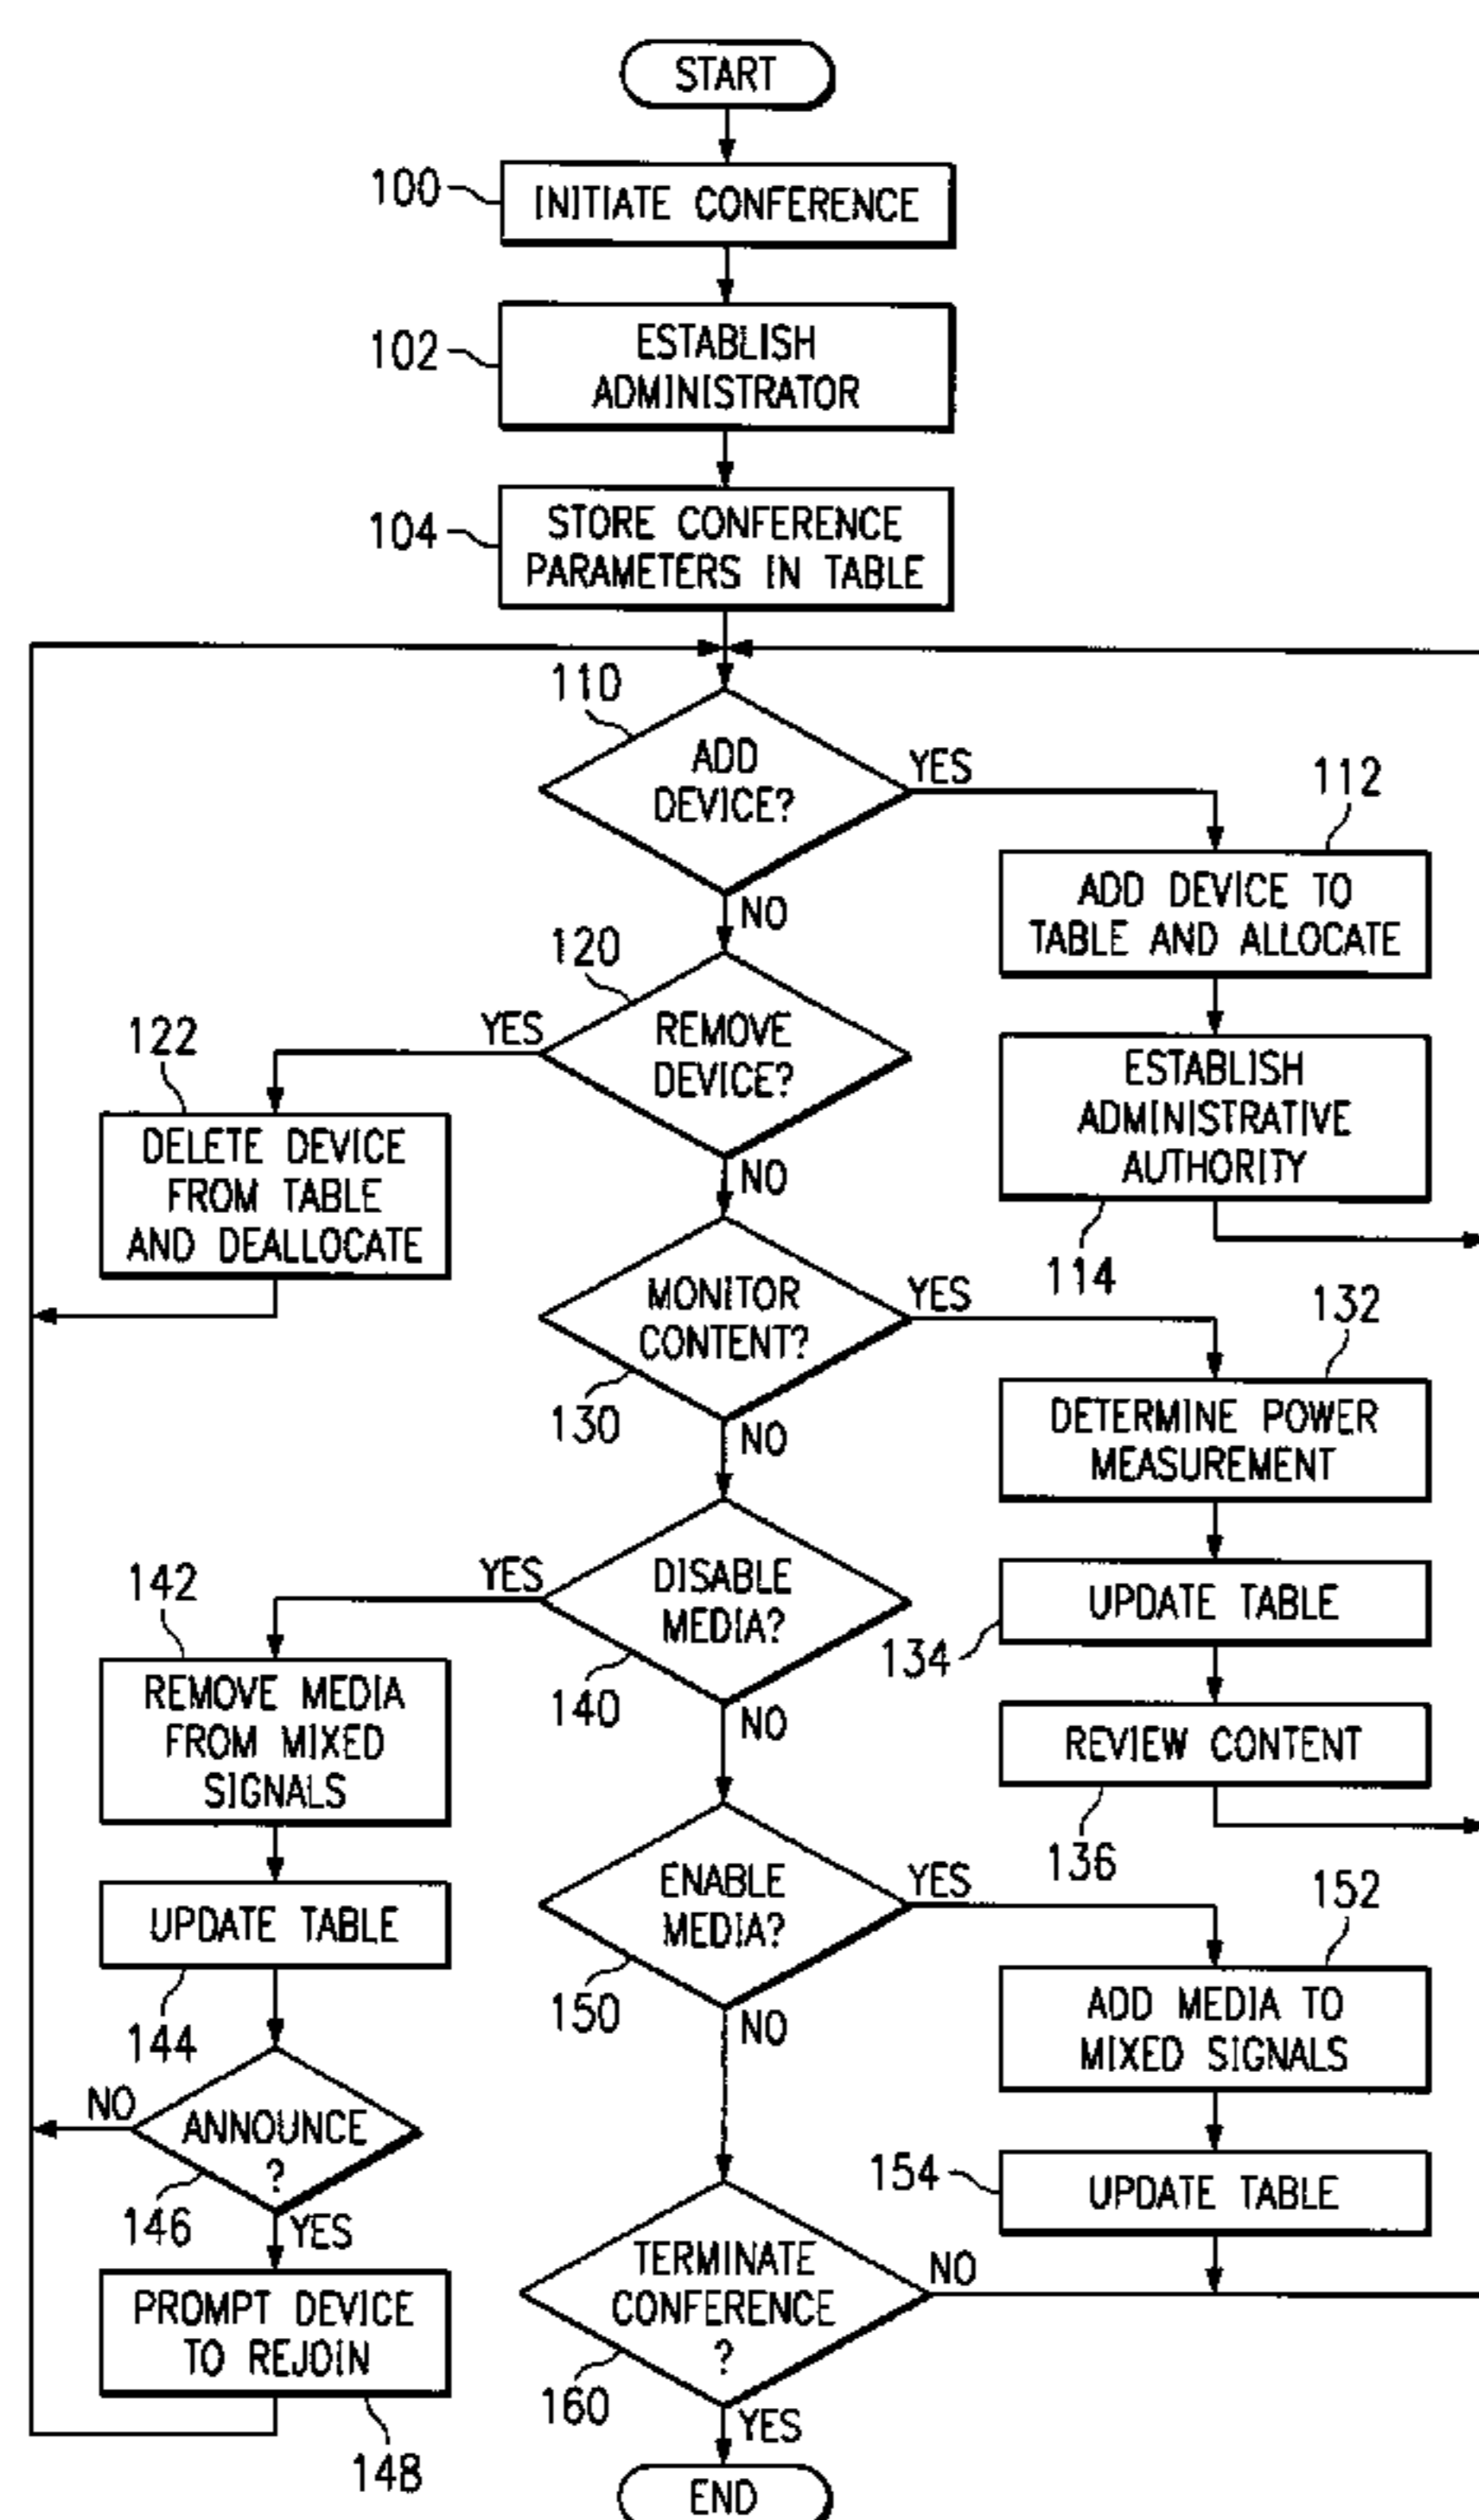 START
100
INITIATE CONFERENCE
102
ESTABLISH
ADMINISTRATOR
104
STORE CONFERENCE
PARAMETERS IN TABLE
110
ADD
DEVICE?
YES
NO
112
ADD DEVICE TO
TABLE AND ALLOCATE
ESTABLISH
ADMINISTRATIVE
AUTHORITY
114
120
REMOVE
DEVICE?
YES
NO
122
DELETE DEVICE
FROM TABLE
AND DEALLOCATE
MONITOR
CONTENT?
130
YES
NO
132
DETERMINE POWER
MEASUREMENT
UPDATE TABLE
134
REVIEW CONTENT
136
DISABLE
MEDIA?
140
YES
NO
142
REMOVE MEDIA
FROM MIXED
SIGNALS
UPDATE TABLE
144
ANNOUNCE
?
NO
146
YES
PROMPT DEVICE
TO REJOIN
148
ENABLE
MEDIA?
150
YES
NO
152
ADD MEDIA TO
MIXED SIGNALS
154
UPDATE TABLE
TERMINATE
CONFERENCE
?
NO
160
YES
END